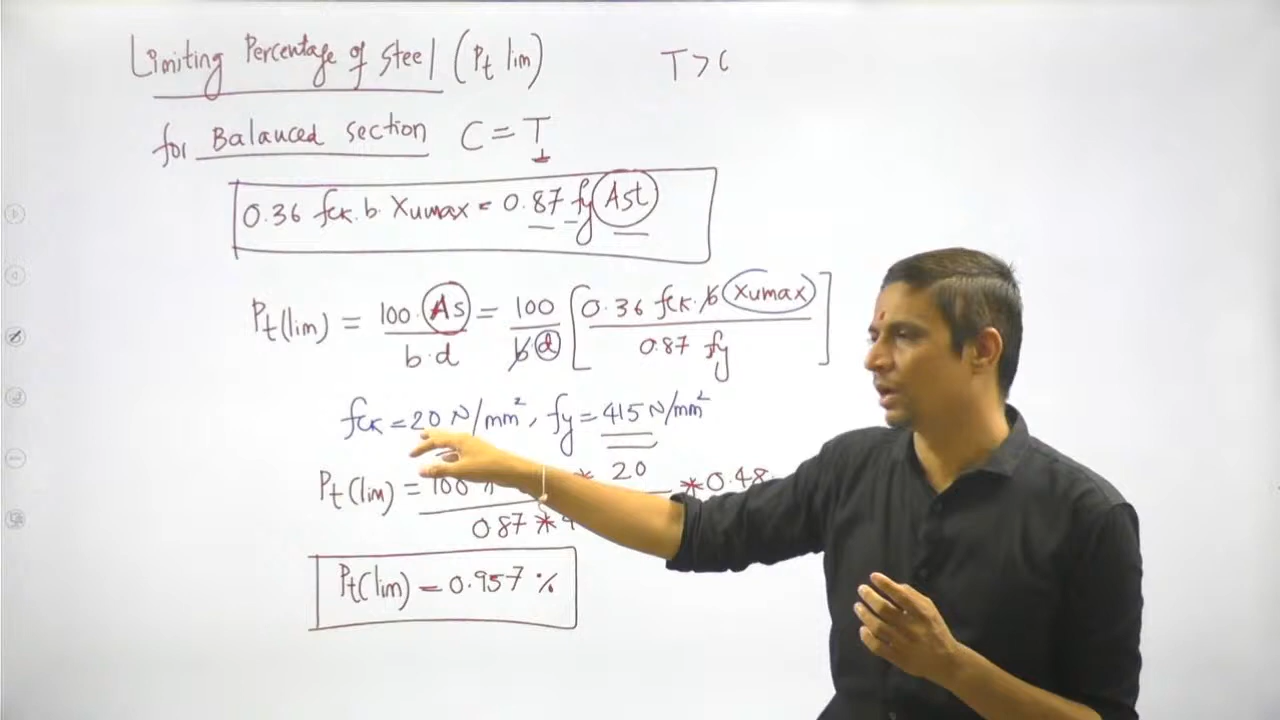 Limiting Percentage of Steel (Pt lim)
T > C
for Balanced section C = T
0.36 fck. b. Xumax = 0.87 fy Ast
Pt(lim) = 100. As / b. d = 100 / b d [ 0.36 fck. b Xumax / 0.87 fy ]
fck = 20 N/mm², fy = 415 N/mm²
Pt(lim) = 100 * 20 / 0.87 * * 0.48
Pt(lim) = 0.957 %